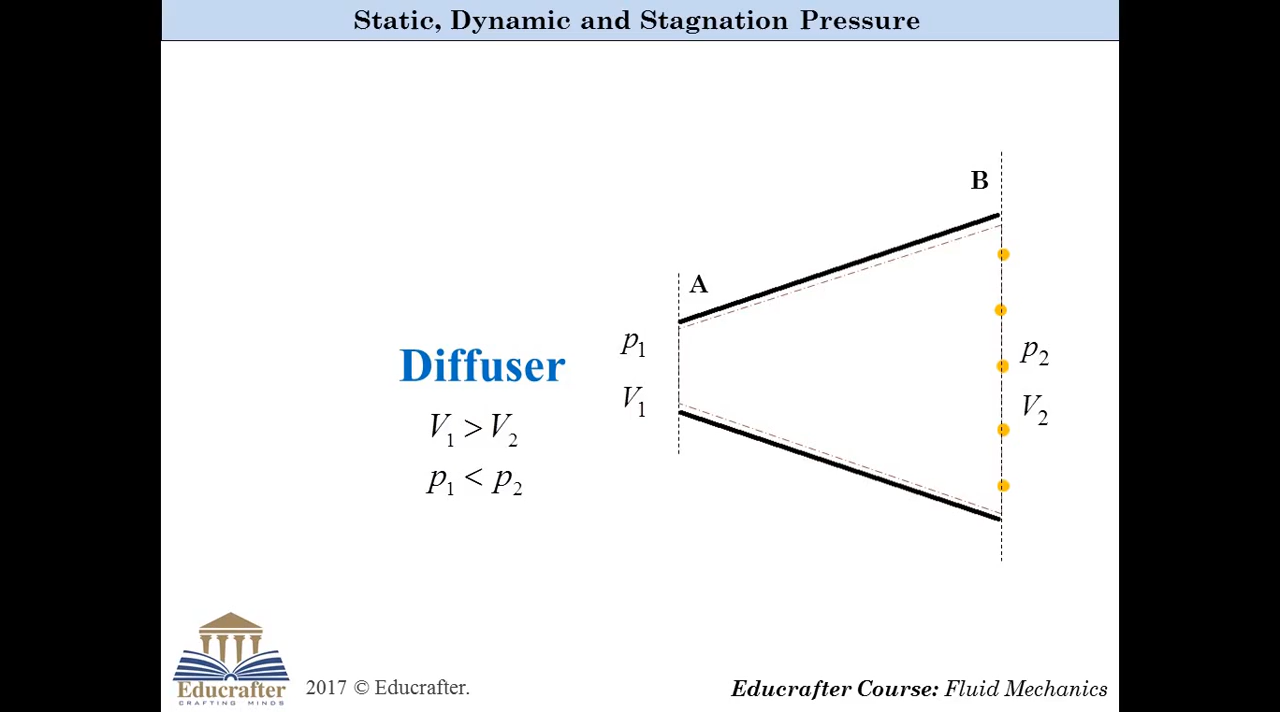 Static, Dynamic and Stagnation Pressure
B
A
p₁
Diffuser
p₂
V₁
V₂
V₁ > V₂
p₁ < p₂
Educrafter
CRAFTING MINDS
2017 © Educrafter.
Educrafter Course: Fluid Mechanics